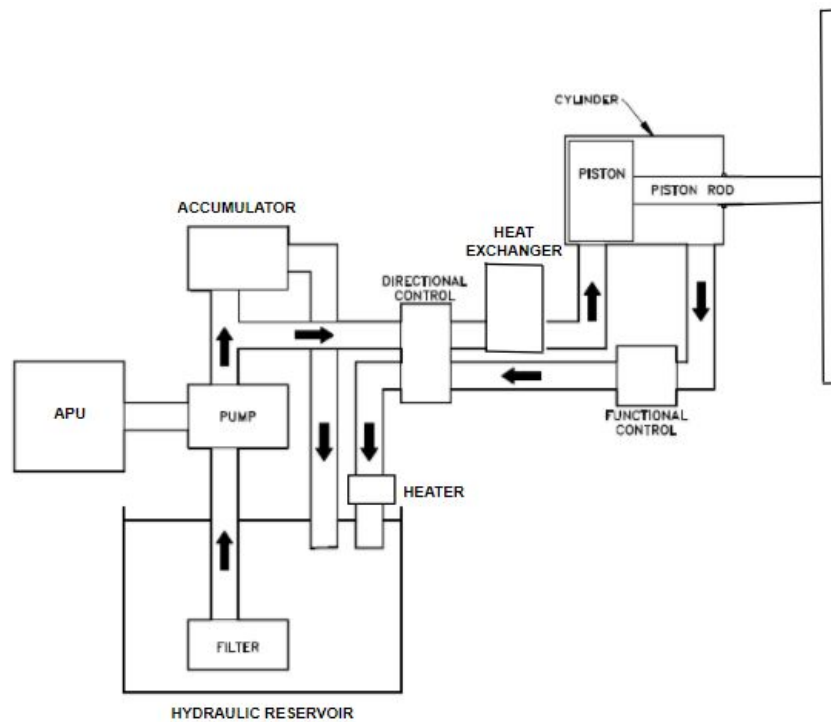 CYLINDER
PISTON
PISTON ROD
ACCUMULATOR
HEAT
EXCHANGER
DIRECTIONAL
CONTROL
APU
PUMP
FUNCTIONAL
CONTROL
HEATER
FILTER
HYDRAULIC RESERVOIR